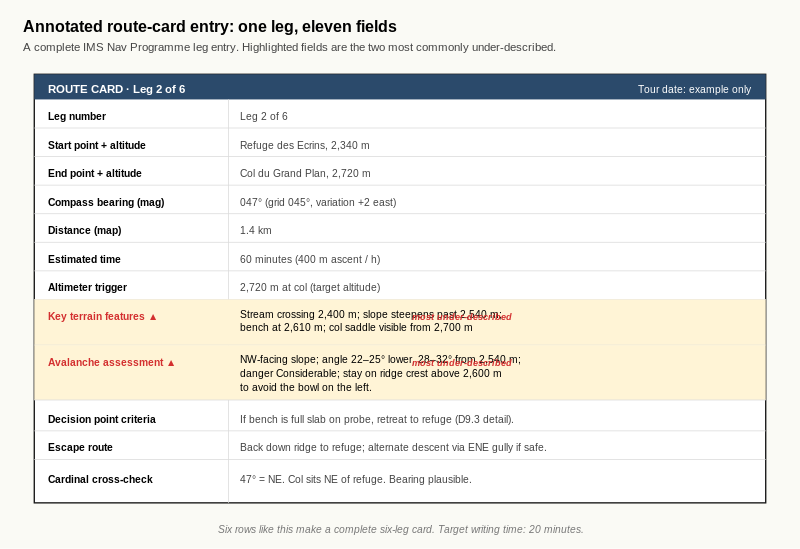 Annotated route-card entry: one leg, eleven fields
A complete IMS Nav Programme leg entry. Highlighted fields are the two most commonly under-described.
ROUTE CARD · Leg 2 of 6 Tour date: example only
Leg number Leg 2 of 6
Start point + altitude Refuge des Ecrins, 2,340 m
End point + altitude Col du Grand Plan, 2,720 m
Compass bearing (mag) 047° (grid 045°, variation +2 east)
Distance (map) 1.4 km
Estimated time 60 minutes (400 m ascent / h)
Altimeter trigger 2,720 m at col (target altitude)
Key terrain features ▲ Stream crossing 2,400 m; slope steepens past 2,540 m;
most under-described
bench at 2,610 m; col saddle visible from 2,700 m
Avalanche assessment ▲ NW-facing slope; angle 22–25° lower, 28–32° from 2,540 m;
most under-described
danger Considerable; stay on ridge crest above 2,600 m
to avoid the bowl on the left.
Decision point criteria If bench is full slab on probe, retreat to refuge (D9.3 detail).
Escape route Back down ridge to refuge; alternate descent via ENE gully if safe.
Cardinal cross-check 47° = NE. Col sits NE of refuge. Bearing plausible.
Six rows like this make a complete six-leg card. Target writing time: 20 minutes.